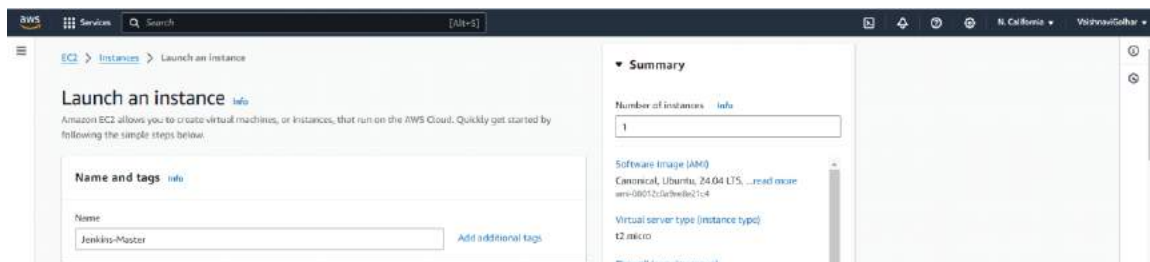 aws
Services
Search
[Alt+S]
N. California
VaishnaviGolhar
EC2 > Instances > Launch an instance
Launch an instance Info
Amazon EC2 allows you to create virtual machines, or instances, that run on the AWS Cloud. Quickly get started by
following the simple steps below.
Name and tags Info
Name
Jenkins-Master
Add additional tags
Summary
Number of instances Info
1
Software Image (AMI)
Canonical, Ubuntu, 24.04 LTS, ...read more
Virtual server type (instance type)
t2.micro